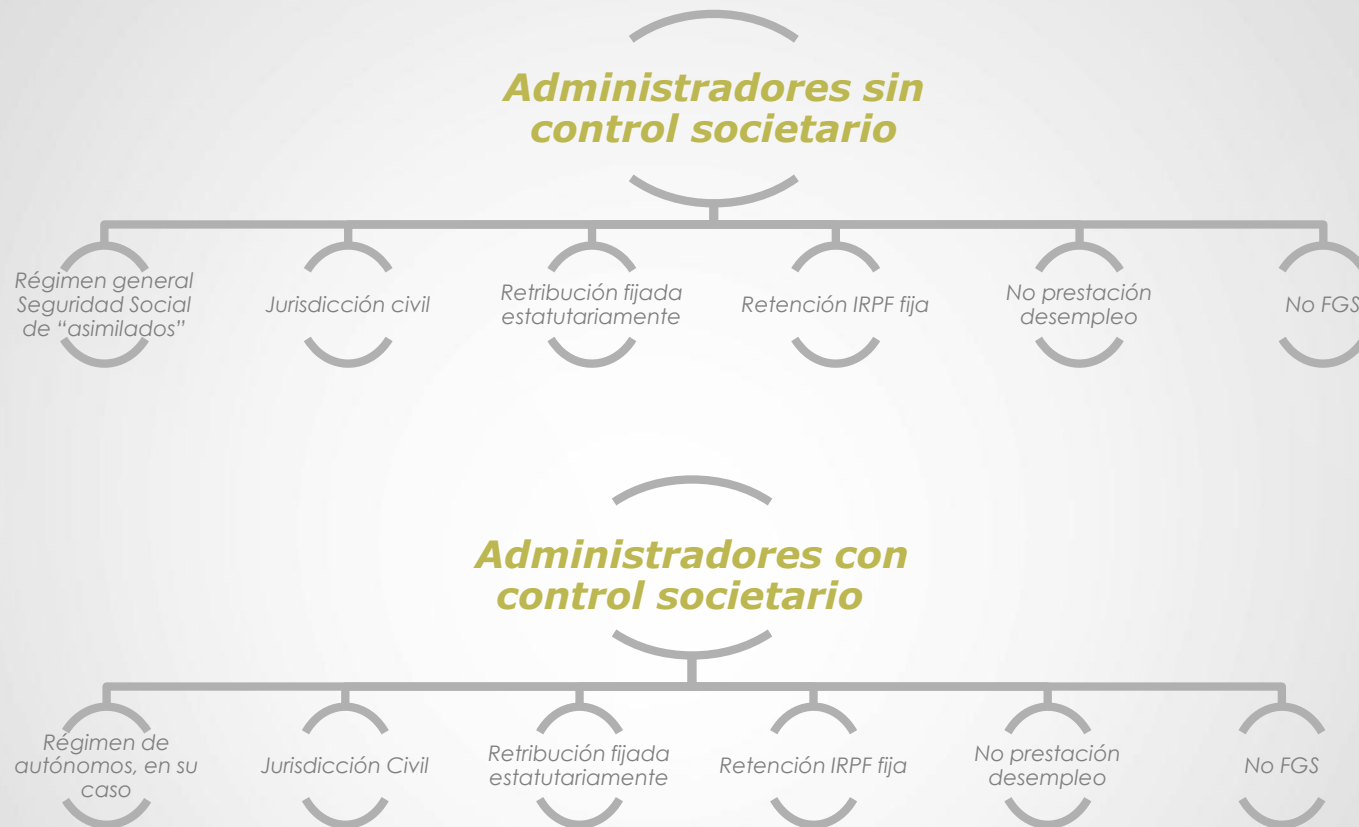 Administradores sin
control societario
Régimen general
Seguridad Social
de “asimilados”
Jurisdicción civil
Retribución fijada
estatutariamente
Retención IRPF fija
No prestación
desempleo
No FGS
Administradores con
control societario
Régimen de
autónomos, en su
caso
Jurisdicción Civil
Retribución fijada
estatutariamente
Retención IRPF fija
No prestación
desempleo
No FGS